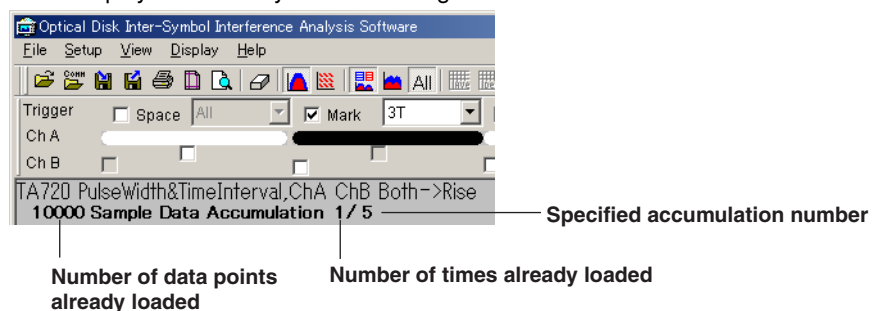 Optical Disk Inter-Symbol Interference Analysis Software
File Setup View Display Help
COMM All
Trigger Space All Mark 3T
Ch A
Ch B
TA720 PulseWidth&TimeInterval,ChA ChB Both->Rise
10000 Sample Data Accumulation 1/ 5
Specified accumulation number
Number of data points
already loaded
Number of times already loaded